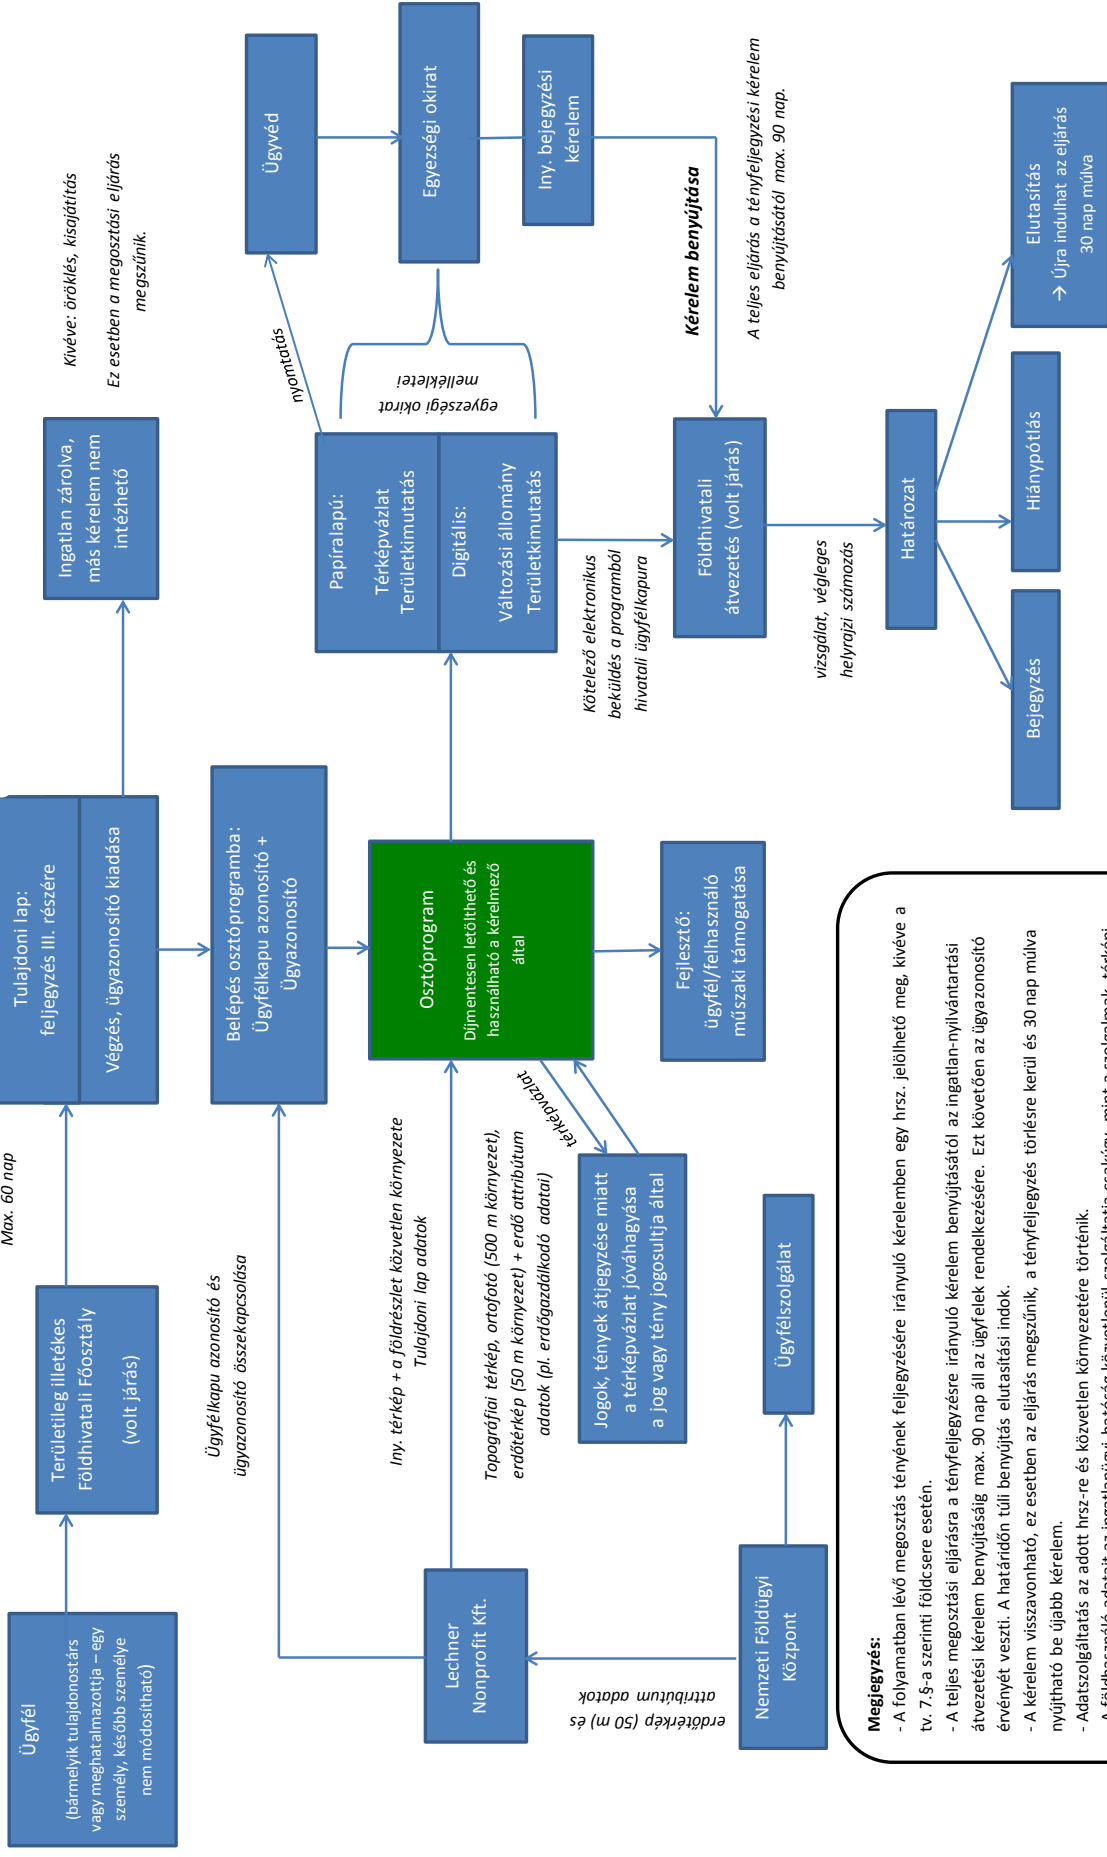 Ügyfél
(bármelyik tulajdonostárs
vagy meghatalmazottja – egy
személy, később személye
nem módosítható)
Területileg illetékes
Földhivatali Főosztály
(volt járás)
Max. 60 nap
Tulajdoni lap:
feljegyzés III. részére
Végzés, ügyazonosító kiadása
Ingatlan zárolva,
más kérelem nem
intézhető
Kivéve: öröklés, kisajátítás
Ez esetben a megosztási eljárás
megszűnik.
Ügyfélkapu azonosító és
ügyazonosító összekapcsolása
Belépés osztóprogramba:
Ügyfélkapu azonosító +
Ügyazonosító
Lechner
Nonprofit Kft.
Iny. térkép + a földrészlet közvetlen környezete
Tulajdoni lap adatok
Topográfiai térkép, ortofotó (500 m környezet),
erdőtérkép (50 m környezet) + erdő attribútum
adatok (pl. erdőgazdálkodó adatai)
Osztóprogram
Díjmentesen letölthető és
használható a kérelmező
által
Papíralapú:
Térképvázlat
Területkimutatás
Digitális:
Változási állomány
Területkimutatás
egyezségi okirat
mellékletei
nyomtatás
Ügyvéd
Egyezségi okirat
Iny. bejegyzési
kérelem
térképvázlat
Jogok, tények átjegyzése miatt
a térképvázlat jóváhagyása
a jog vagy tény jogosultja által
Fejlesztő:
ügyfél/felhasználó
műszaki támogatása
Kötelező elektronikus
beküldés a programból
hivatali ügyfélkapura
Kérelem benyújtása
A teljes eljárás a tényfeljegyzési kérelem
benyújtásától max. 90 nap.
Földhivatali
átvezetés (volt járás)
erdőtérkép (50 m) és
attribútum adatok
Nemzeti Földügyi
Központ
Ügyfélszolgálat
vizsgálat, végleges
helyrajzi számozás
Határozat
Bejegyzés
Hiánypótlás
Elutasítás
→ Újra indulhat az eljárás
30 nap múlva
Megjegyzés:
- A folyamatban lévő megosztás tényének feljegyzésére irányuló kérelemben egy hrsz. jelölhető meg, kivéve a
tv. 7.§-a szerinti földcsere esetén.
- A teljes megosztási eljárásra a tényfeljegyzésre irányuló kérelem benyújtásától az ingatlan-nyilvántartási
átvezetési kérelem benyújtásáig max. 90 nap áll az ügyfelek rendelkezésére. Ezt követően az ügyazonosító
érvényét veszti. A határidőn túli benyújtás elutasítási indok.
- A kérelem visszavonható, ez esetben az eljárás megszűnik, a tényfeljegyzés törlésre kerül és 30 nap múlva
nyújtható be újabb kérelem.
- Adatszolgáltatás az adott hrsz-re és közvetlen környezetére történik.
- A földhasználó adatait az ingatlanügyi hatóság közvetlenül szolgáltatja csakúgy, mint a szolgalmak, térképi